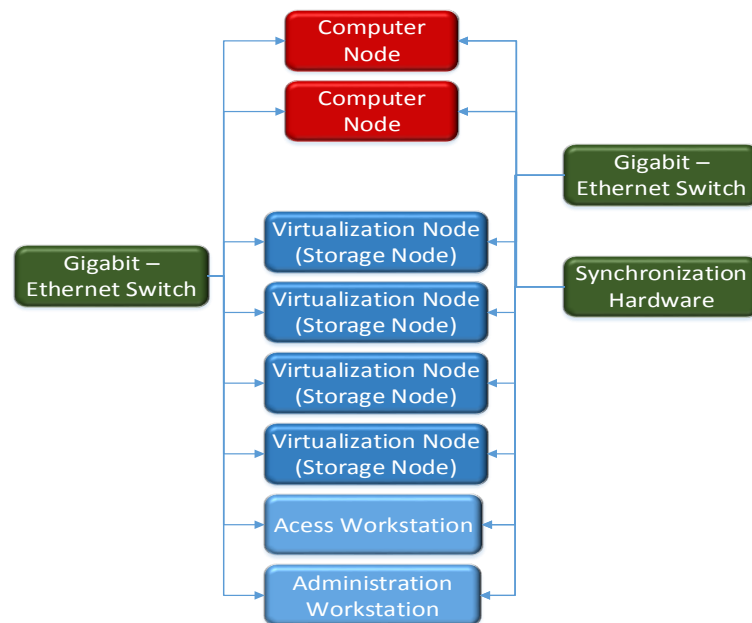 Computer
Node
Computer
Node
Gigabit –
Ethernet Switch
Virtualization Node
(Storage Node)
Gigabit –
Ethernet Switch
Synchronization
Hardware
Virtualization Node
(Storage Node)
Virtualization Node
(Storage Node)
Virtualization Node
(Storage Node)
Acess Workstation
Administration
Workstation